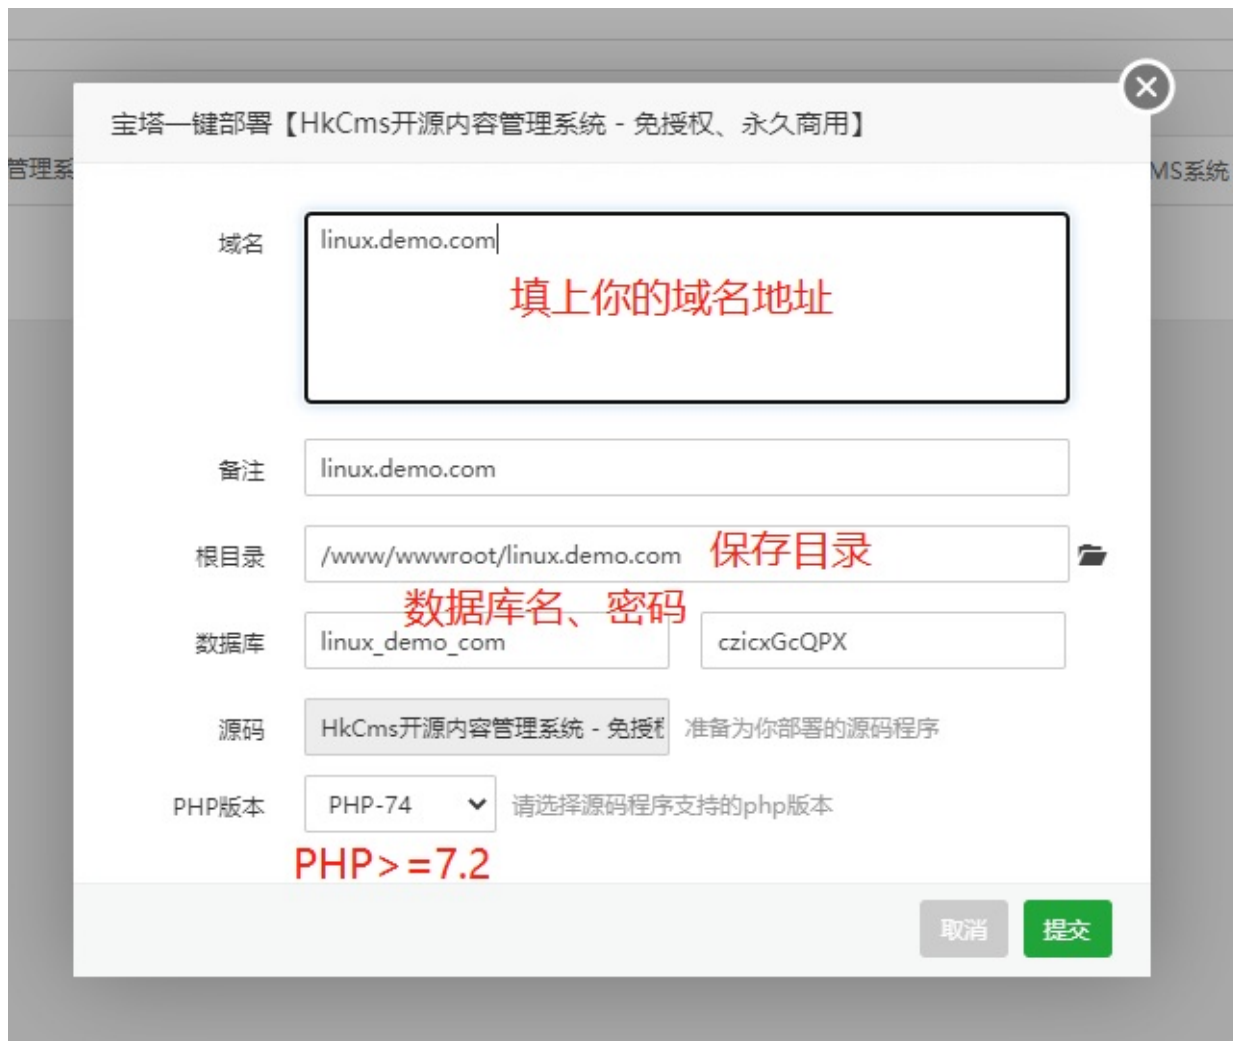 宝塔一键部署【HkCms开源内容管理系统 - 免授权、永久商用】
管理系
MS系统
域名
linux.demo.com
填上你的域名地址
备注
linux.demo.com
根目录
/www/wwwroot/linux.demo.com 保存目录
数据库名、密码
数据库
linux_demo_com
czicxGcQPX
源码
HkCms开源内容管理系统 - 免授
准备为你部署的源码程序
PHP版本
PHP-74
请选择源码程序支持的php版本
PHP>=7.2
取消
提交